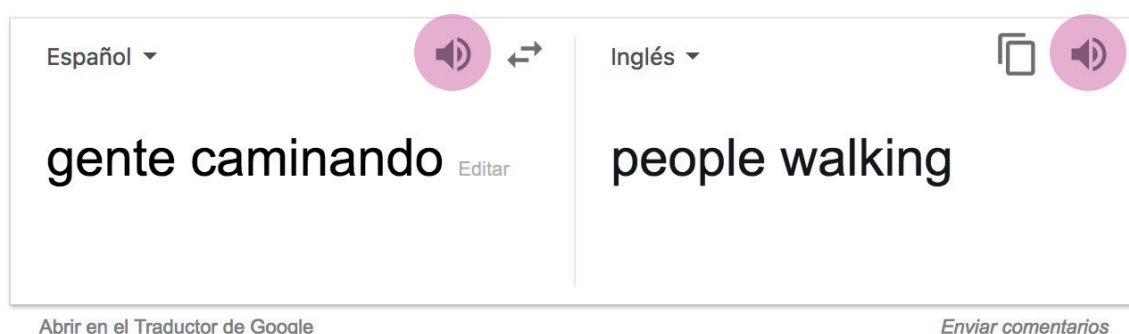 Español
Inglés
gente caminando Editar
people walking
Abrir en el Traductor de Google
Enviar comentarios